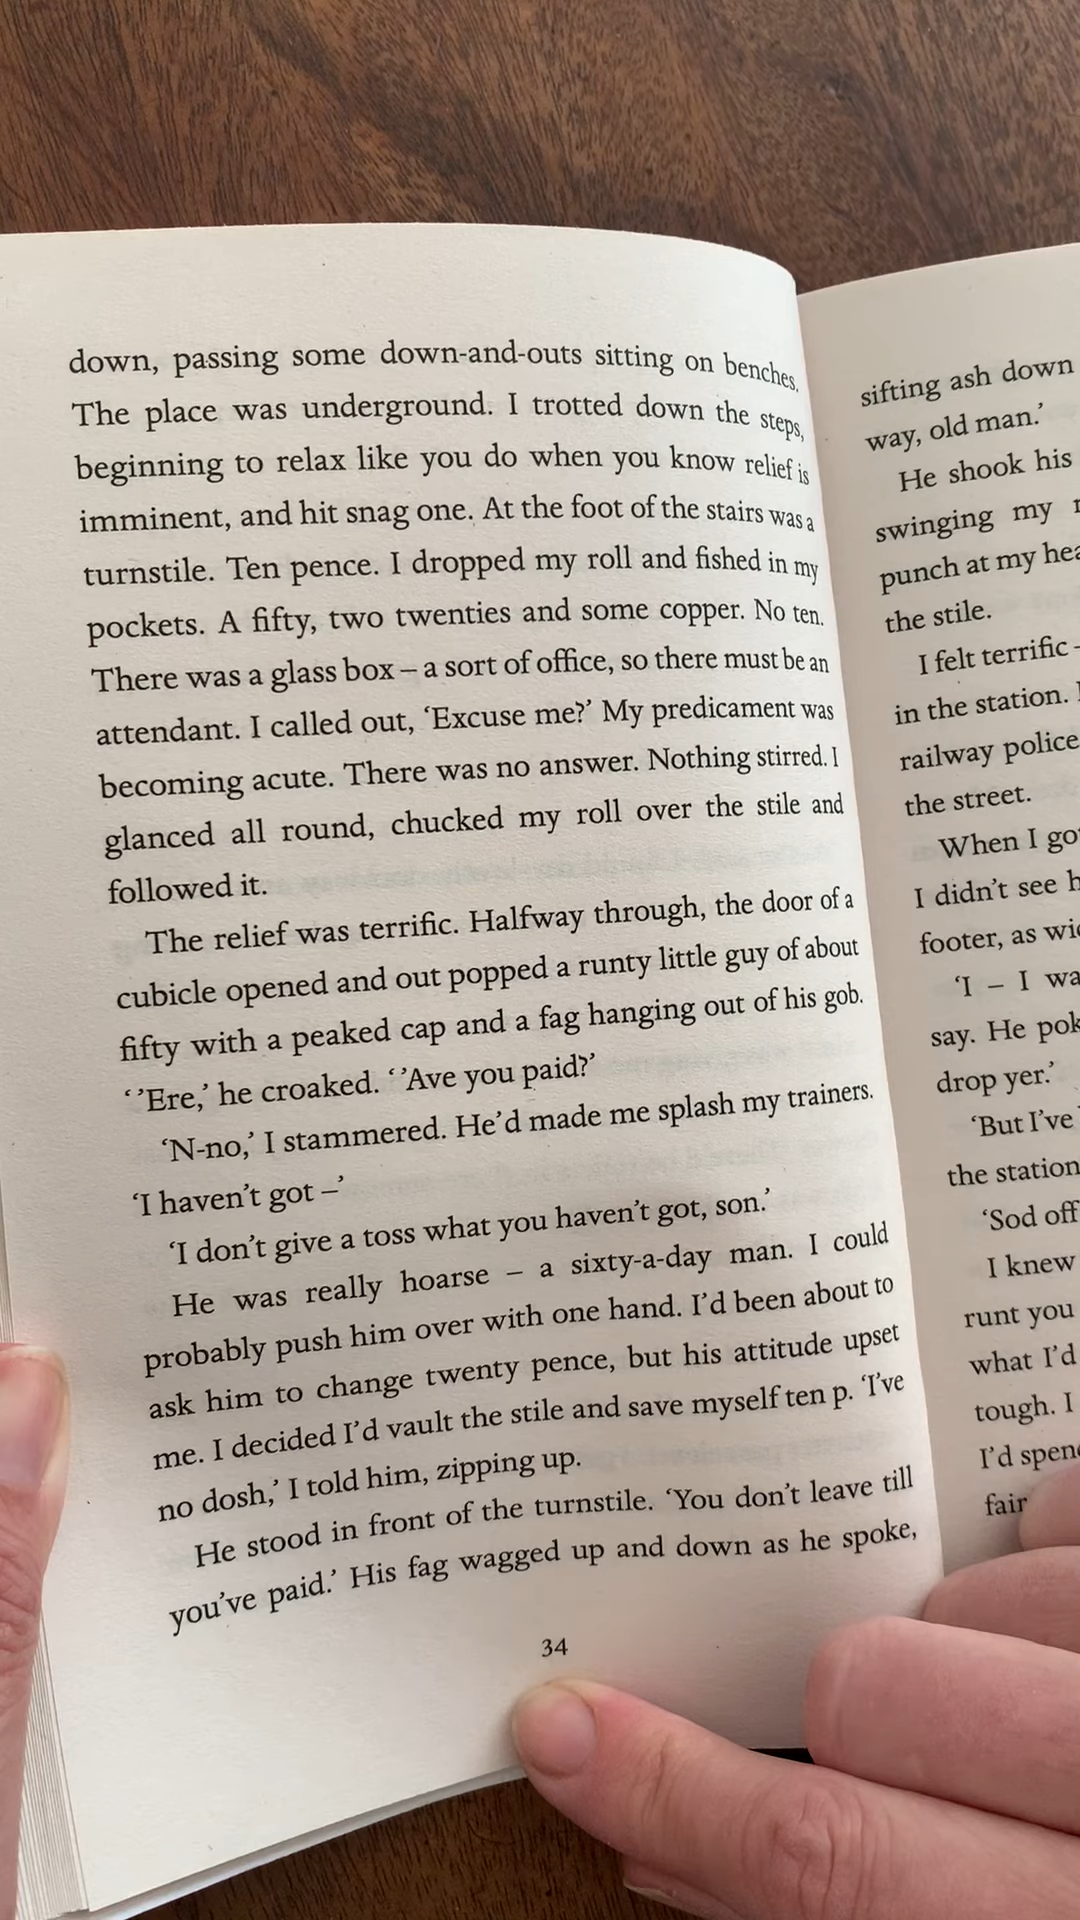 down, passing some down-and-outs sitting on benches.
The place was underground. I trotted down the steps,
beginning to relax like you do when you know relief is
imminent, and hit snag one. At the foot of the stairs was a
turnstile. Ten pence. I dropped my roll and fished in my
pockets. A fifty, two twenties and some copper. No ten.
There was a glass box – a sort of office, so there must be an
attendant. I called out, ‘Excuse me?’ My predicament was
becoming acute. There was no answer. Nothing stirred. I
glanced all round, chucked my roll over the stile and
followed it.
The relief was terrific. Halfway through, the door of a
cubicle opened and out popped a runty little guy of about
fifty with a peaked cap and a fag hanging out of his gob.
‘ ’Ere,’ he croaked. ‘ ’Ave you paid?’
‘N-no,’ I stammered. He’d made me splash my trainers.
‘I haven’t got –’
‘I don’t give a toss what you haven’t got, son.’
He was really hoarse – a sixty-a-day man. I could
probably push him over with one hand. I’d been about to
ask him to change twenty pence, but his attitude upset
me. I decided I’d vault the stile and save myself ten p. ‘I’ve
no dosh,’ I told him, zipping up.
He stood in front of the turnstile. ‘You don’t leave till
you’ve paid.’ His fag wagged up and down as he spoke,
34
sifting ash down
way, old man.’
He shook his
swinging my
punch at my
the stile.
I felt terrific
in the station.
railway police
the street.
When I
I didn’t see
footer, as
‘I – I
say. He
drop yer.’
‘But I’ve
the station
‘Sod off
I knew
runt you
what I’d
tough. I
I’d
fair